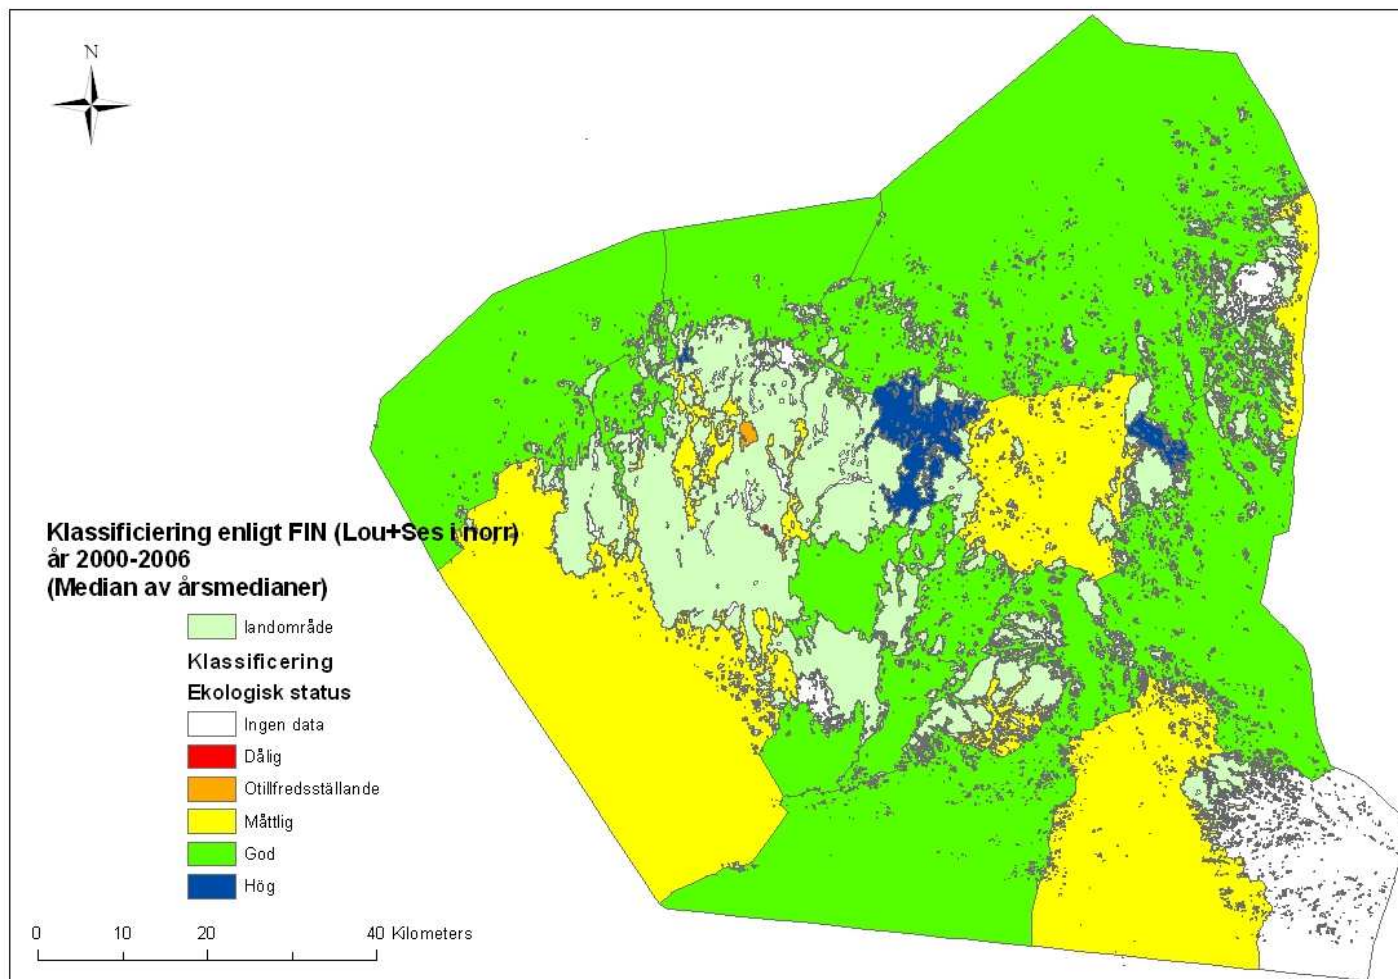 N
Klassificiering enligt FIN (Lou+Ses i norr)
år 2000-2006
(Median av årsmedianer)
landområde
Klassificering
Ekologisk status
Ingen data
Dålig
Otillfredsställande
Måttlig
God
Hög
0 10 20 40 Kilometers